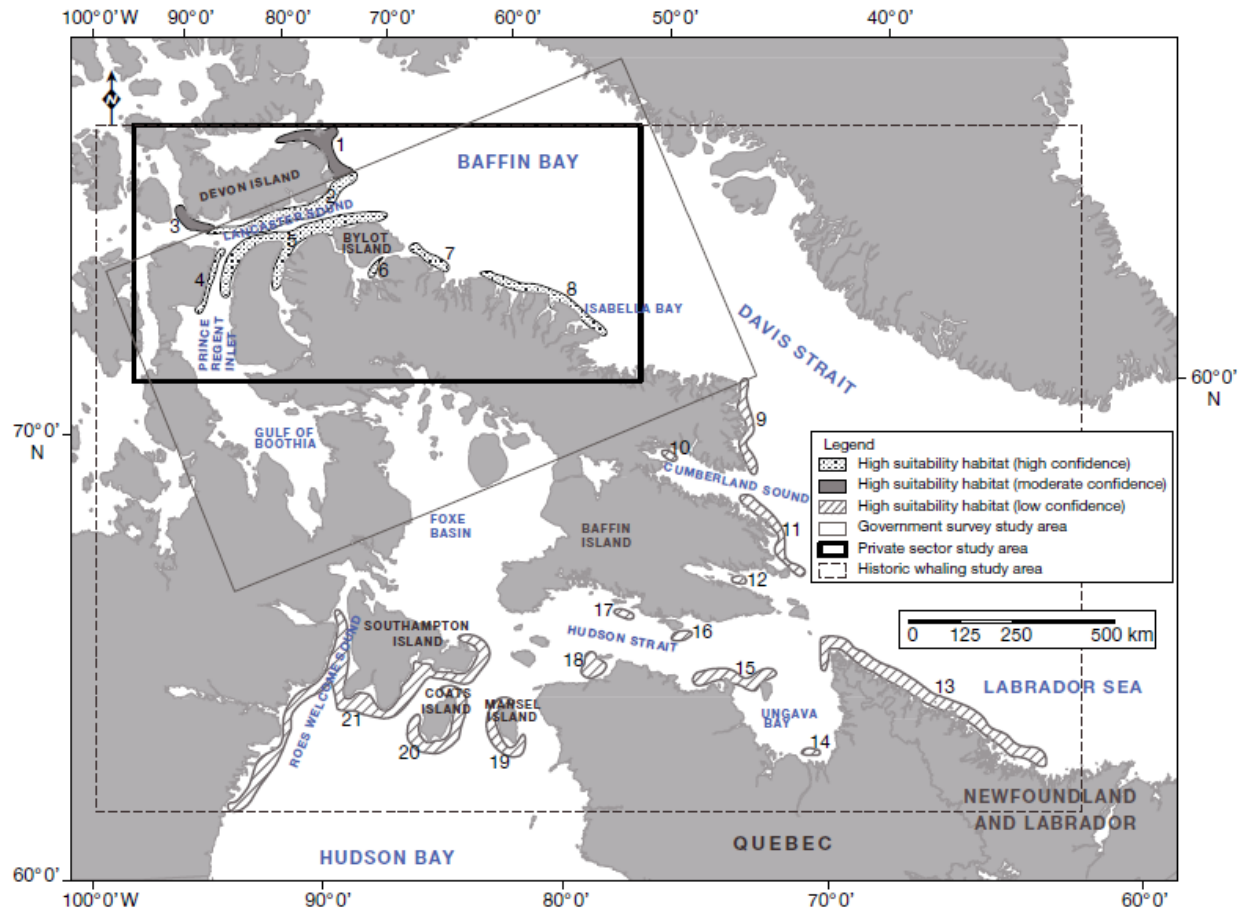 100°0'W 90°0' 80°0' 70°0' 60°0' 50°0' 40°0'
N
1
BAFFIN BAY
DEVON ISLAND
2
3
LANCASTER SOUND
5
BYLOT
ISLAND
7
6
4
8
ISABELLA BAY
PRINCE
REGENT
INLET
DAVIS STRAIT
60°0'
N
70°0'
N
GULF OF
BOOTHIA
9
10
CUMBERLAND SOUND
Legend
High suitability habitat (high confidence)
High suitability habitat (moderate confidence)
High suitability habitat (low confidence)
Government survey study area
Private sector study area
Historic whaling study area
FOXE
BASIN
BAFFIN
ISLAND
11
12
17
16
HUDSON STRAIT
0 125 250 500 km
SOUTHAMPTON
ISLAND
ROES WELCOME SOUND
18
15
13
LABRADOR SEA
COATS
ISLAND
MANSEL
ISLAND
21
20
19
UNGAVA
BAY
14
NEWFOUNDLAND
AND LABRADOR
QUEBEC
HUDSON BAY
60°0'
N
100°0'W 90°0' 80°0' 70°0' 60°0'